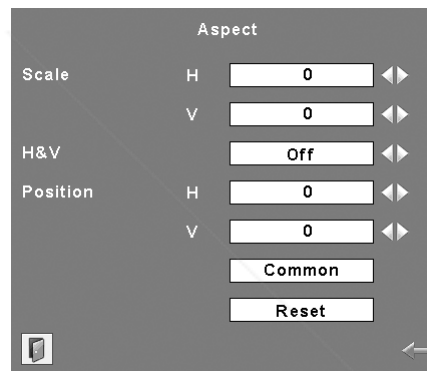 Aspect
Scale H 0
V 0
H&V Off
Position H 0
V 0
Common
Reset